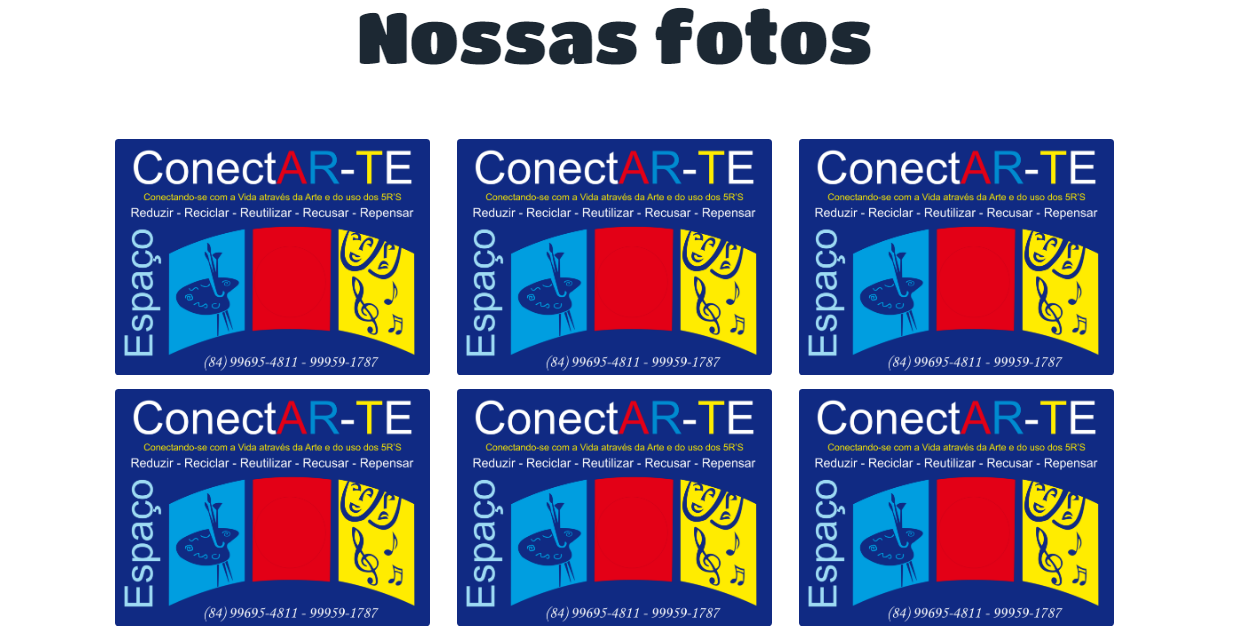 Nossas fotos
ConectAR-TE
Conectando-se com a Vida através da Arte e do uso dos 5R'S
Reduzir - Reciclar - Reutilizar - Recusar - Repensar
Espaço
(84) 99695-4811 - 99959-1787
ConectAR-TE
Conectando-se com a Vida através da Arte e do uso dos 5R'S
Reduzir - Reciclar - Reutilizar - Recusar - Repensar
Espaço
(84) 99695-4811 - 99959-1787
ConectAR-TE
Conectando-se com a Vida através da Arte e do uso dos 5R'S
Reduzir - Reciclar - Reutilizar - Recusar - Repensar
Espaço
(84) 99695-4811 - 99959-1787
ConectAR-TE
Conectando-se com a Vida através da Arte e do uso dos 5R'S
Reduzir - Reciclar - Reutilizar - Recusar - Repensar
Espaço
(84) 99695-4811 - 99959-1787
ConectAR-TE
Conectando-se com a Vida através da Arte e do uso dos 5R'S
Reduzir - Reciclar - Reutilizar - Recusar - Repensar
Espaço
(84) 99695-4811 - 99959-1787
ConectAR-TE
Conectando-se com a Vida através da Arte e do uso dos 5R'S
Reduzir - Reciclar - Reutilizar - Recusar - Repensar
Espaço
(84) 99695-4811 - 99959-1787